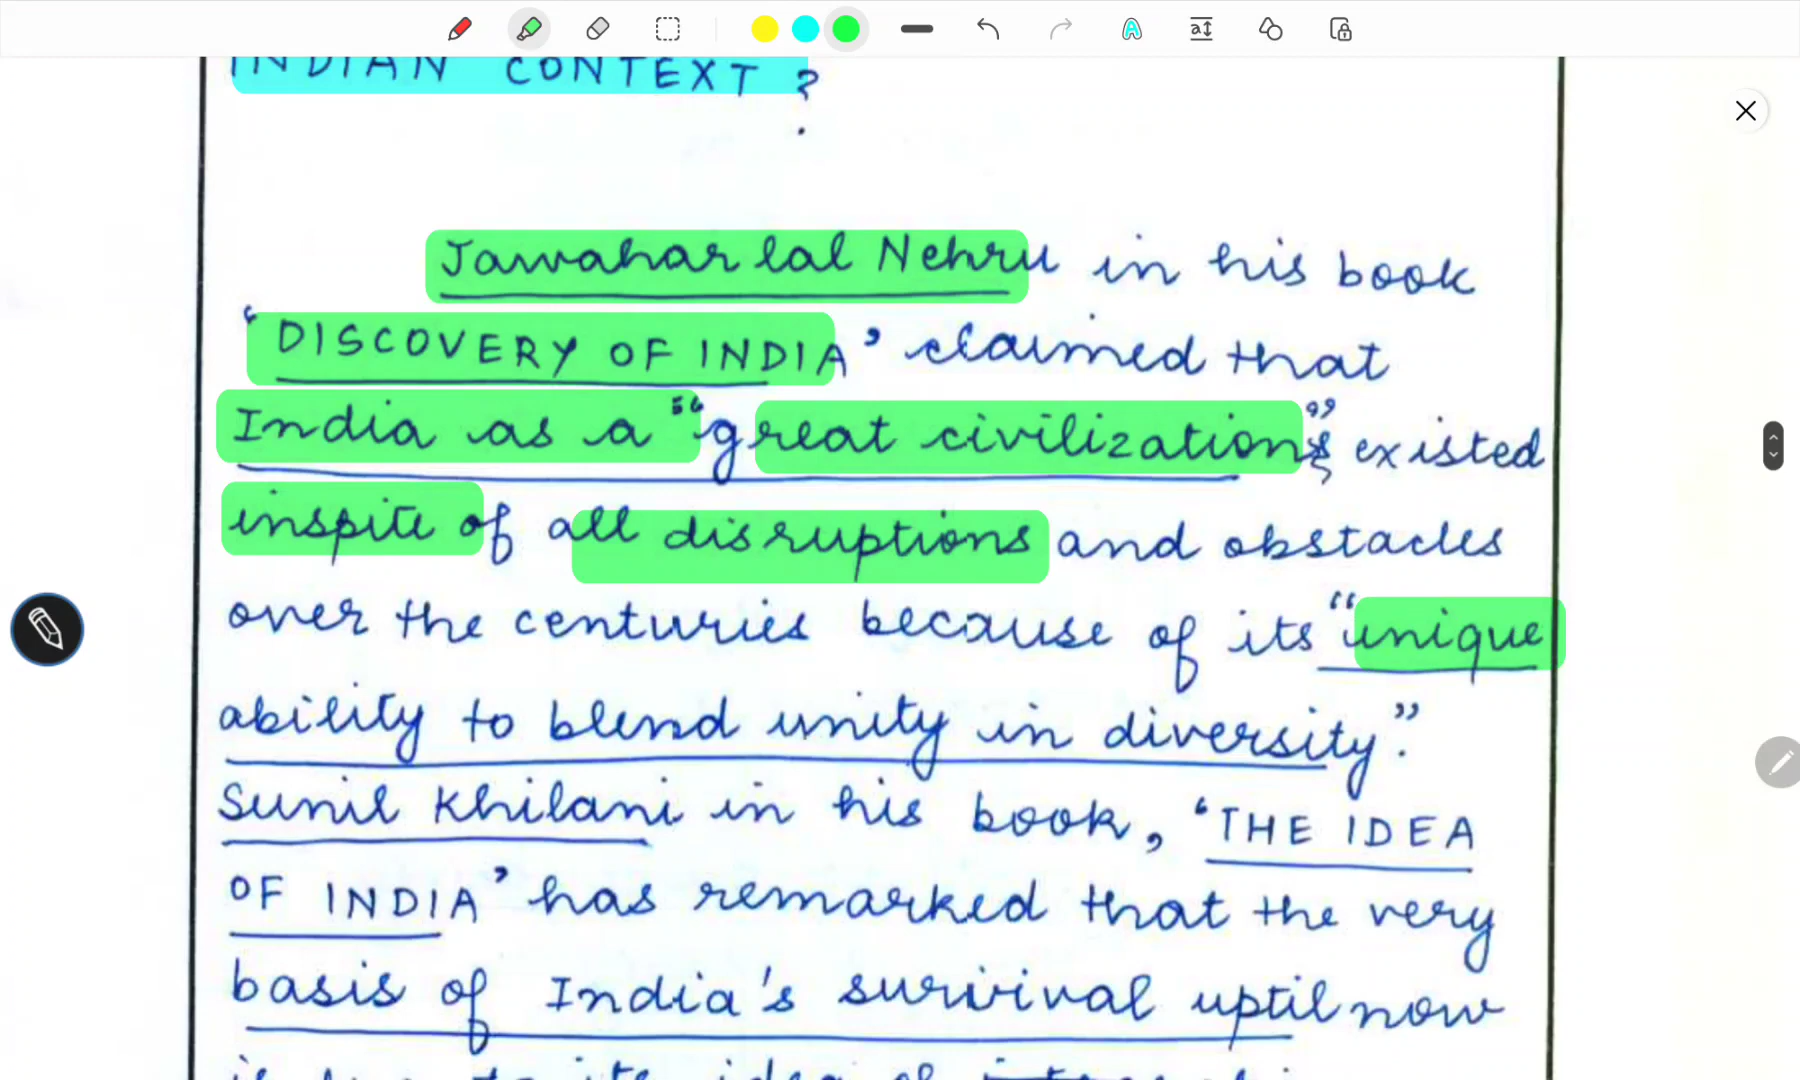 INDIAN CONTEXT ?
Jawaharlal Nehru in his book
'DISCOVERY OF INDIA' claimed that
India as a "great civilization" existed
inspite of all disruptions and obstacles
over the centuries because of its "unique
ability to blend unity in diversity."
Sunil Khilani in his book, 'THE IDEA
OF INDIA' has remarked that the very
basis of India's survival uptil now